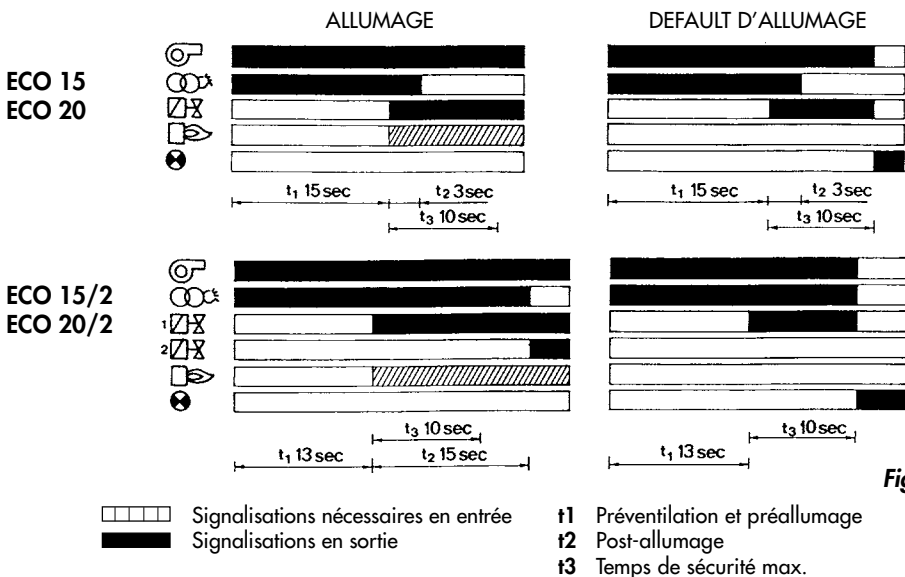 ALLUMAGE
DEFAULT D'ALLUMAGE
ECO 15
ECO 20
t1 15 sec
t2 3 sec
t3 10 sec
t1 15 sec
t2 3 sec
t3 10 sec
ECO 15/2
ECO 20/2
1
2
t3 10 sec
t1 13 sec
t2 15 sec
t3 10 sec
t1 13 sec
Fig
Signalisations nécessaires en entrée
Signalisations en sortie
t1 Préventilation et préallumage
t2 Post-allumage
t3 Temps de sécurité max.